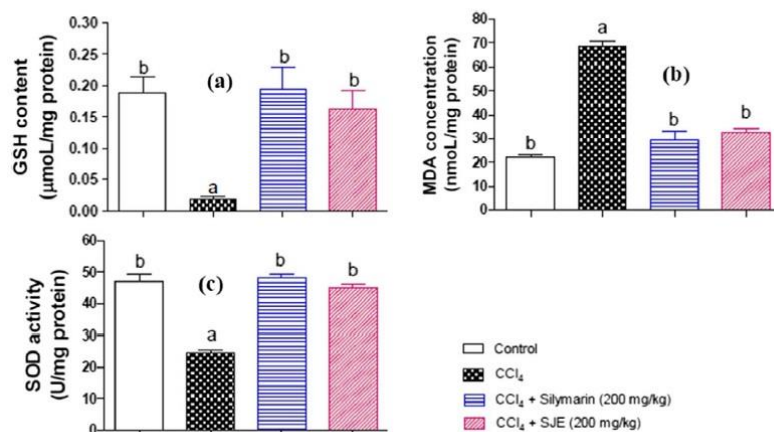 GSH content
(µmoL/mg protein)
0.30
0.25
0.20
0.15
0.10
0.05
0.00
b
a
b
b
(a)
MDA concentration
(nmoL/mg protein)
80
70
60
50
40
30
20
10
0
b
a
b
b
(b)
SOD activity
(U/mg protein)
60
50
40
30
20
10
0
b
a
b
b
(c)
Control
CCl₄
CCl₄ + Silymarin (200 mg/kg)
CCl₄ + SJE (200 mg/kg)